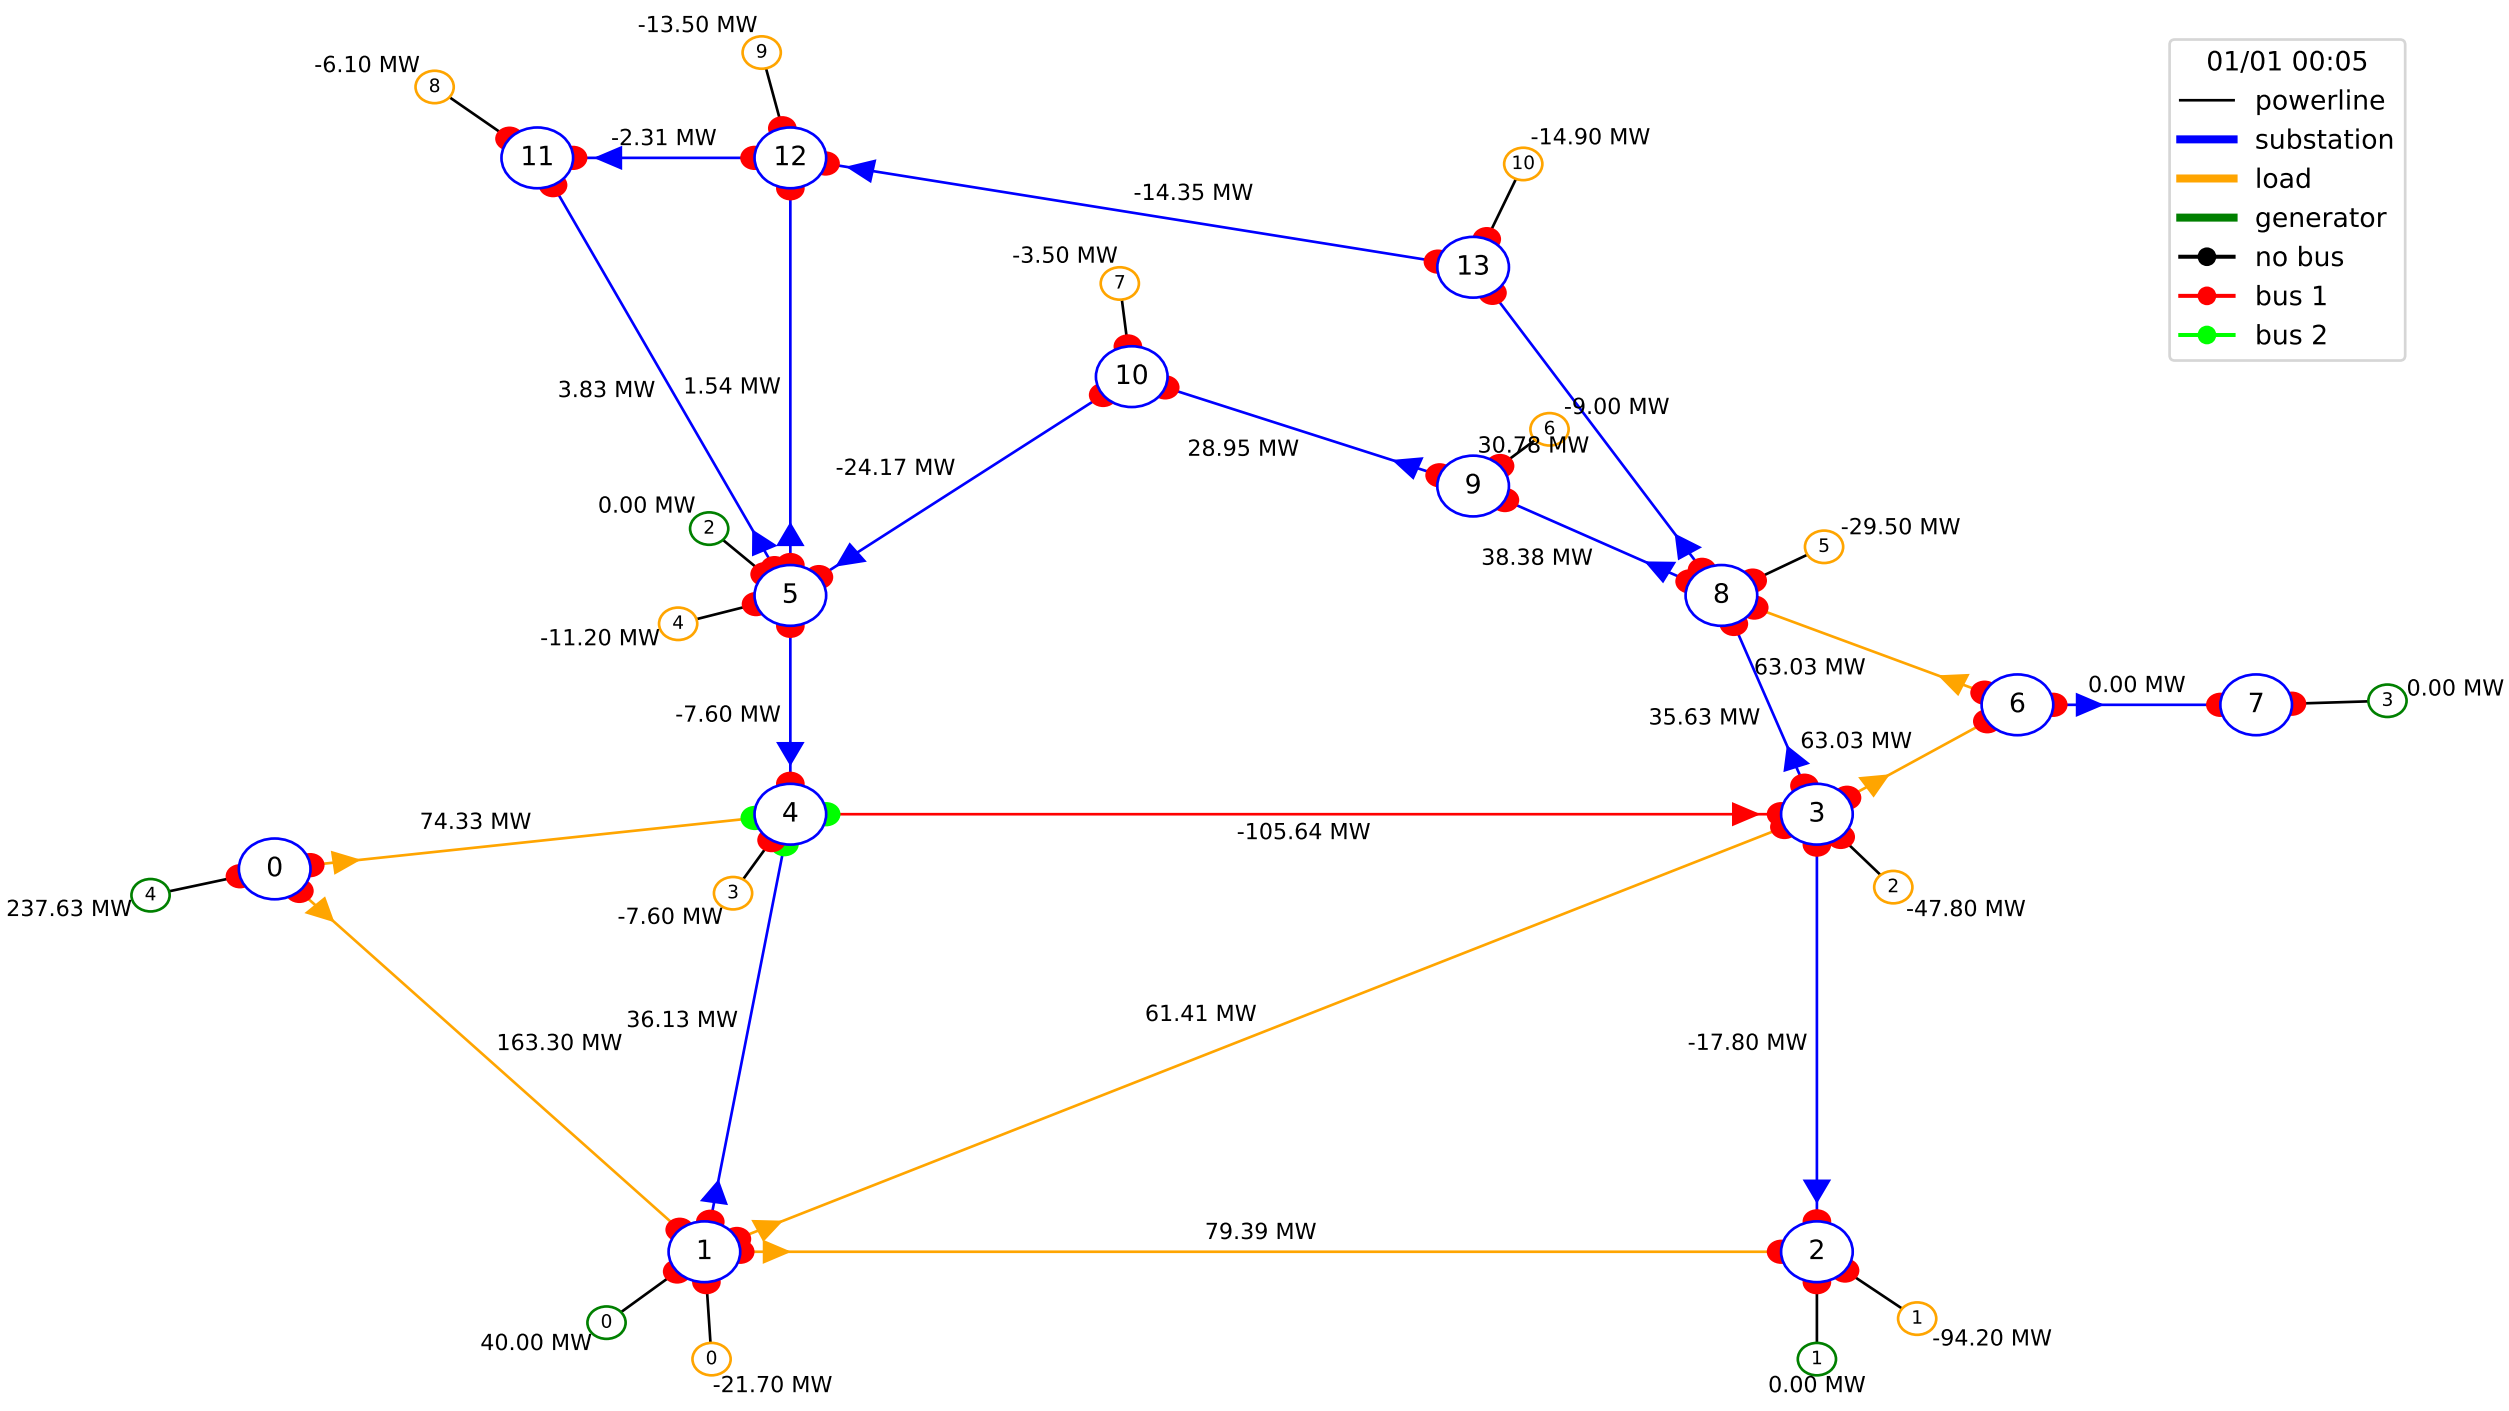 -13.50 MW
9
-6.10 MW
8
11
-2.31 MW
12
-14.90 MW
10
-14.35 MW
13
-3.50 MW
7
10
3.83 MW
1.54 MW
-9.00 MW
6
30.78 MW
28.95 MW
9
-24.17 MW
0.00 MW
2
38.38 MW
-29.50 MW
5
5
8
4
-11.20 MW
63.03 MW
0.00 MW
6
7
3
0.00 MW
-7.60 MW
35.63 MW
63.03 MW
74.33 MW
4
-105.64 MW
3
0
4
237.63 MW
3
-7.60 MW
2
-47.80 MW
36.13 MW
163.30 MW
61.41 MW
-17.80 MW
79.39 MW
1
2
0
40.00 MW
0
-21.70 MW
1
0.00 MW
1
-94.20 MW
01/01 00:05
powerline
substation
load
generator
no bus
bus 1
bus 2